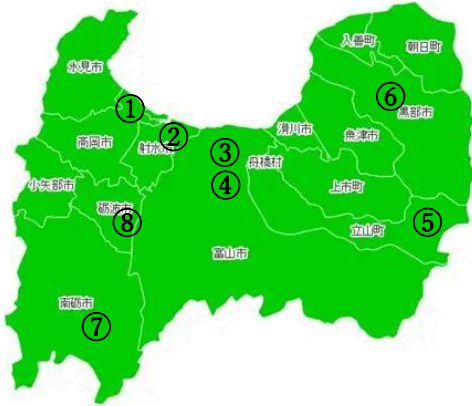 入善町
朝日町
氷見市
⑥
黒部市
①
②
高岡市
射水市
滑川市
魚津市
③
舟橋村
④
上市町
小矢部市
砺波市
⑧
⑤
立山町
富山市
南砺市
⑦